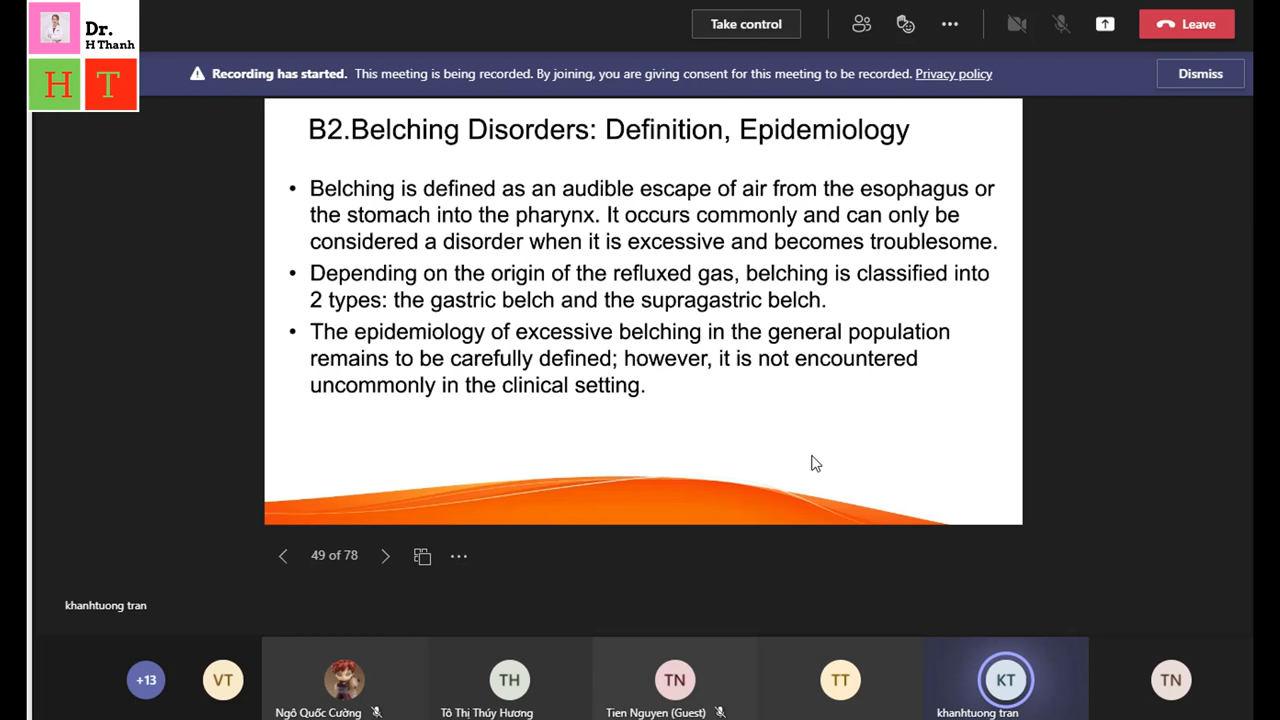 Dr.
H Thanh
H T
Take control
Leave
Recording has started. This meeting is being recorded. By joining, you are giving consent for this meeting to be recorded. Privacy policy
Dismiss
B2.Belching Disorders: Definition, Epidemiology
• Belching is defined as an audible escape of air from the esophagus or
the stomach into the pharynx. It occurs commonly and can only be
considered a disorder when it is excessive and becomes troublesome.
• Depending on the origin of the refluxed gas, belching is classified into
2 types: the gastric belch and the supragastric belch.
• The epidemiology of excessive belching in the general population
remains to be carefully defined; however, it is not encountered
uncommonly in the clinical setting.
49 of 78
khanhtuong tran
+13
VT
TH
TN
TT
KT
TN
Ngô Quốc Cường
Tô Thị Thúy Hương
Tien Nguyen (Guest)
khanhtuong tran